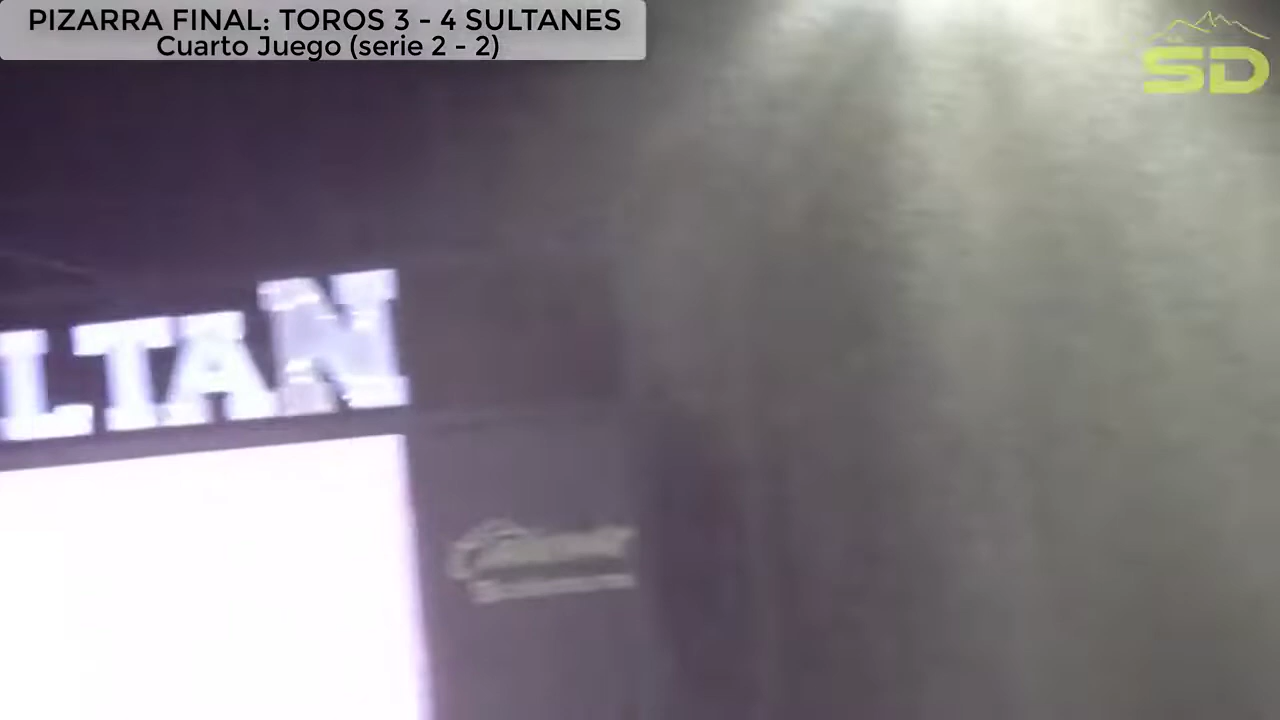 PIZARRA FINAL: TOROS 3 - 4 SULTANES
Cuarto Juego (serie 2 - 2)
SD
LTAN